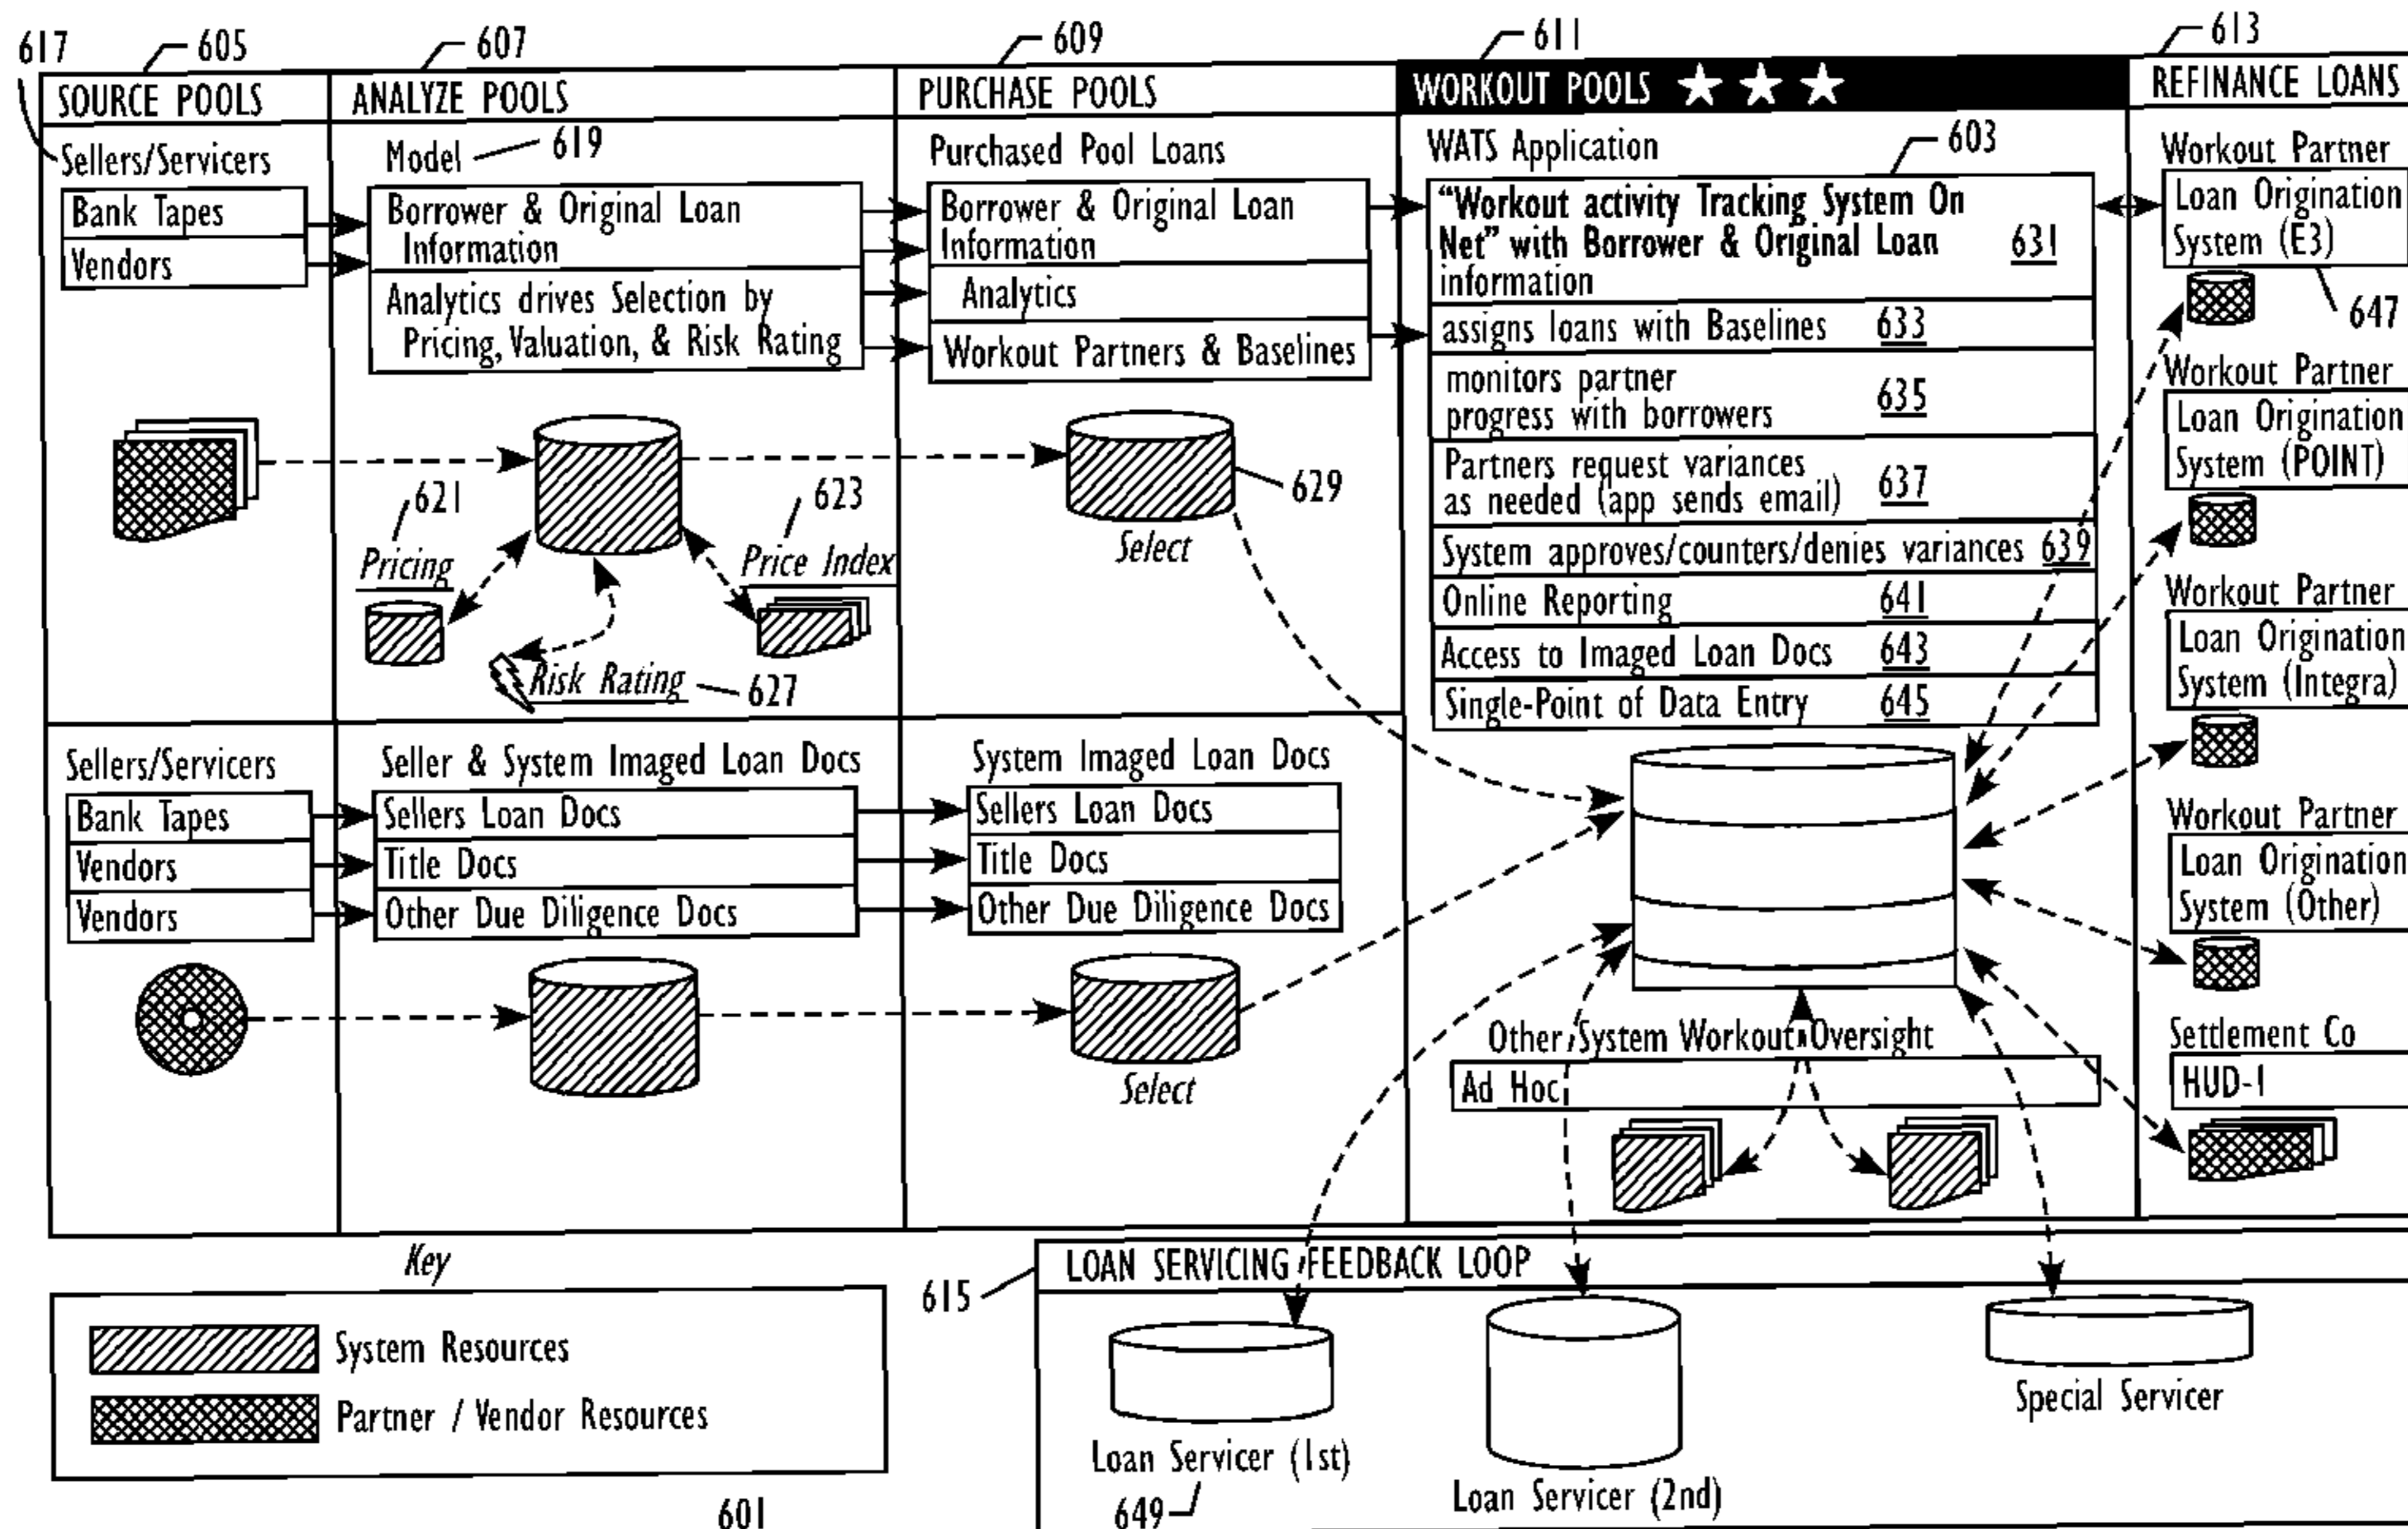 617
605
607
609
611
613
SOURCE POOLS
ANALYZE POOLS
PURCHASE POOLS
WORKOUT POOLS
REFINANCE LOANS
Sellers/Servicers
Bank Tapes
Vendors
Model
619
Borrower & Original Loan
Information
Analytics drives Selection by
Pricing, Valuation, & Risk Rating
621
Pricing
623
Price Index
Risk Rating
627
Purchased Pool Loans
Borrower & Original Loan
Information
Analytics
Workout Partners & Baselines
629
Select
WATS Application
603
“Workout activity Tracking System On
Net” with Borrower & Original Loan
information
631
assigns loans with Baselines 633
monitors partner
progress with borrowers 635
Partners request variances
as needed (app sends email) 637
System approves/counters/denies variances 639
Online Reporting 641
Access to Imaged Loan Docs 643
Single-Point of Data Entry 645
Workout Partner
Loan Origination
System (E3)
647
Workout Partner
Loan Origination
System (POINT)
Workout Partner
Loan Origination
System (Integra)
Workout Partner
Loan Origination
System (Other)
Settlement Co
HUD-1
Sellers/Servicers
Bank Tapes
Vendors
Vendors
Seller & System Imaged Loan Docs
Sellers Loan Docs
Title Docs
Other Due Diligence Docs
System Imaged Loan Docs
Sellers Loan Docs
Title Docs
Other Due Diligence Docs
Select
Other System Workout Oversight
Ad Hoc
Key
System Resources
Partner / Vendor Resources
601
615
LOAN SERVICING FEEDBACK LOOP
Loan Servicer (1st)
649
Loan Servicer (2nd)
Special Servicer